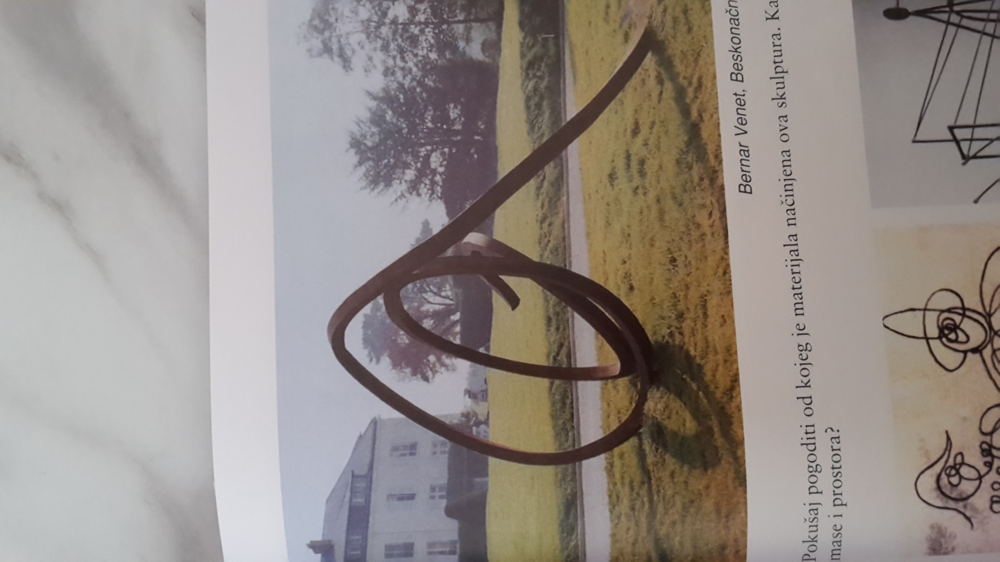 Bernar Venet, Beskonačn
Pokušaj pogoditi od kojeg je materijala načinjena ova skulptura. Ka
mase i prostora?